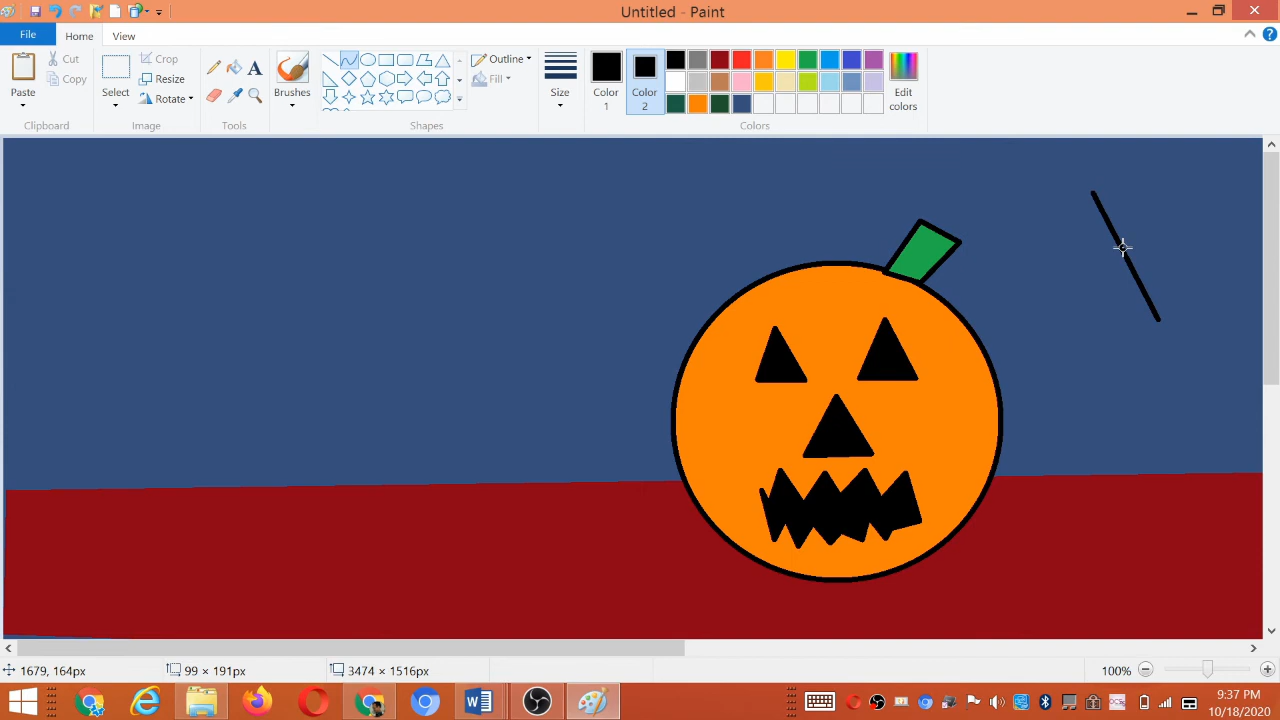 Untitled - Paint
File
Home
View
Paste
Cut
Copy
Clipboard
Select
Crop
Resize
Rotate
Image
Tools
Brushes
Outline
Fill
Shapes
Size
Color 1
Color 2
Edit colors
Colors
1679, 164px
99 × 191px
3474 × 1516px
100%
9:37 PM
10/18/2020